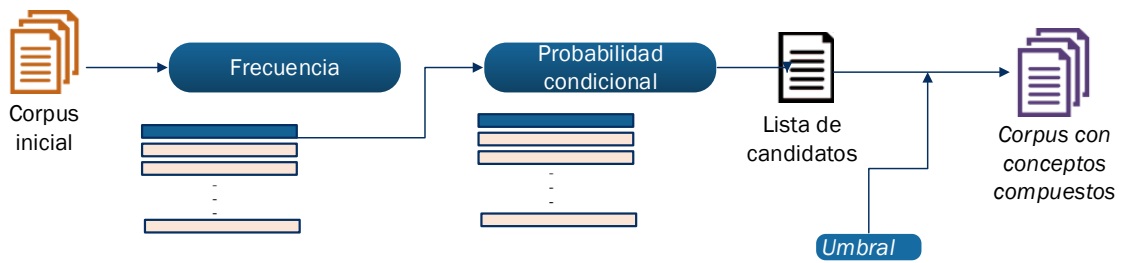 Corpus
inicial
Frecuencia
-
-
-
Probabilidad
condicional
-
-
-
Lista de
candidatos
Umbral
Corpus con
conceptos
compuestos